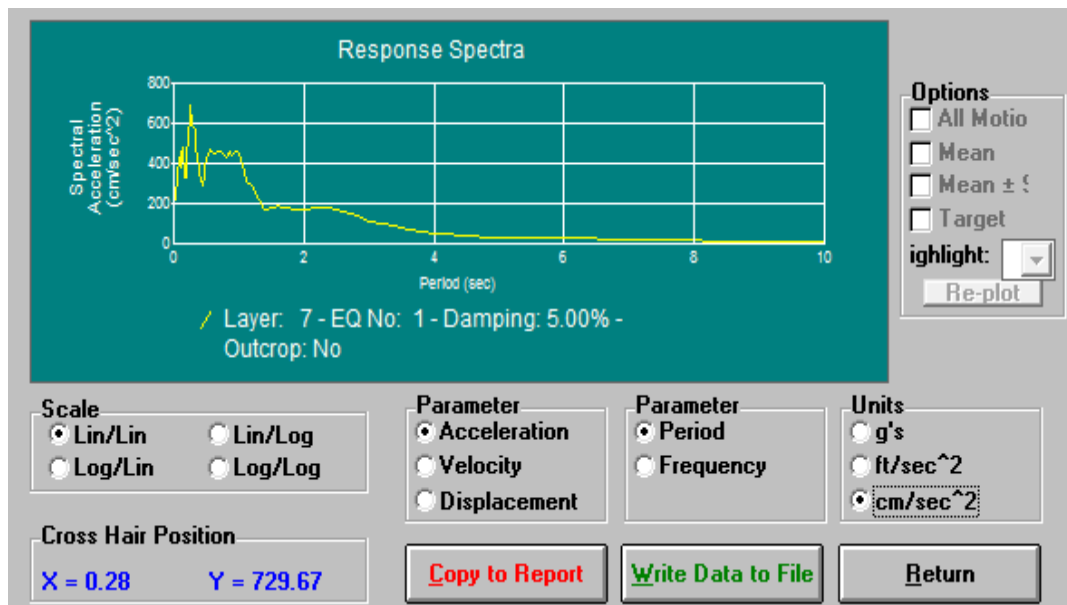 Response Spectra
Spectral
Acceleration
(cm/sec^2)
800
600
400
200
0
0 2 4 6 8 10
Period (sec)
Layer: 7 - EQ No: 1 - Damping: 5.00% -
Outcrop: No
Options
All Motio
Mean
Mean ± S
Target
ighlight:
Re-plot
Scale
Lin/Lin Lin/Log
Log/Lin Log/Log
Parameter
Acceleration
Velocity
Displacement
Parameter
Period
Frequency
Units
g's
ft/sec^2
cm/sec^2
Cross Hair Position
X = 0.28 Y = 729.67
Copy to Report
Write Data to File
Return